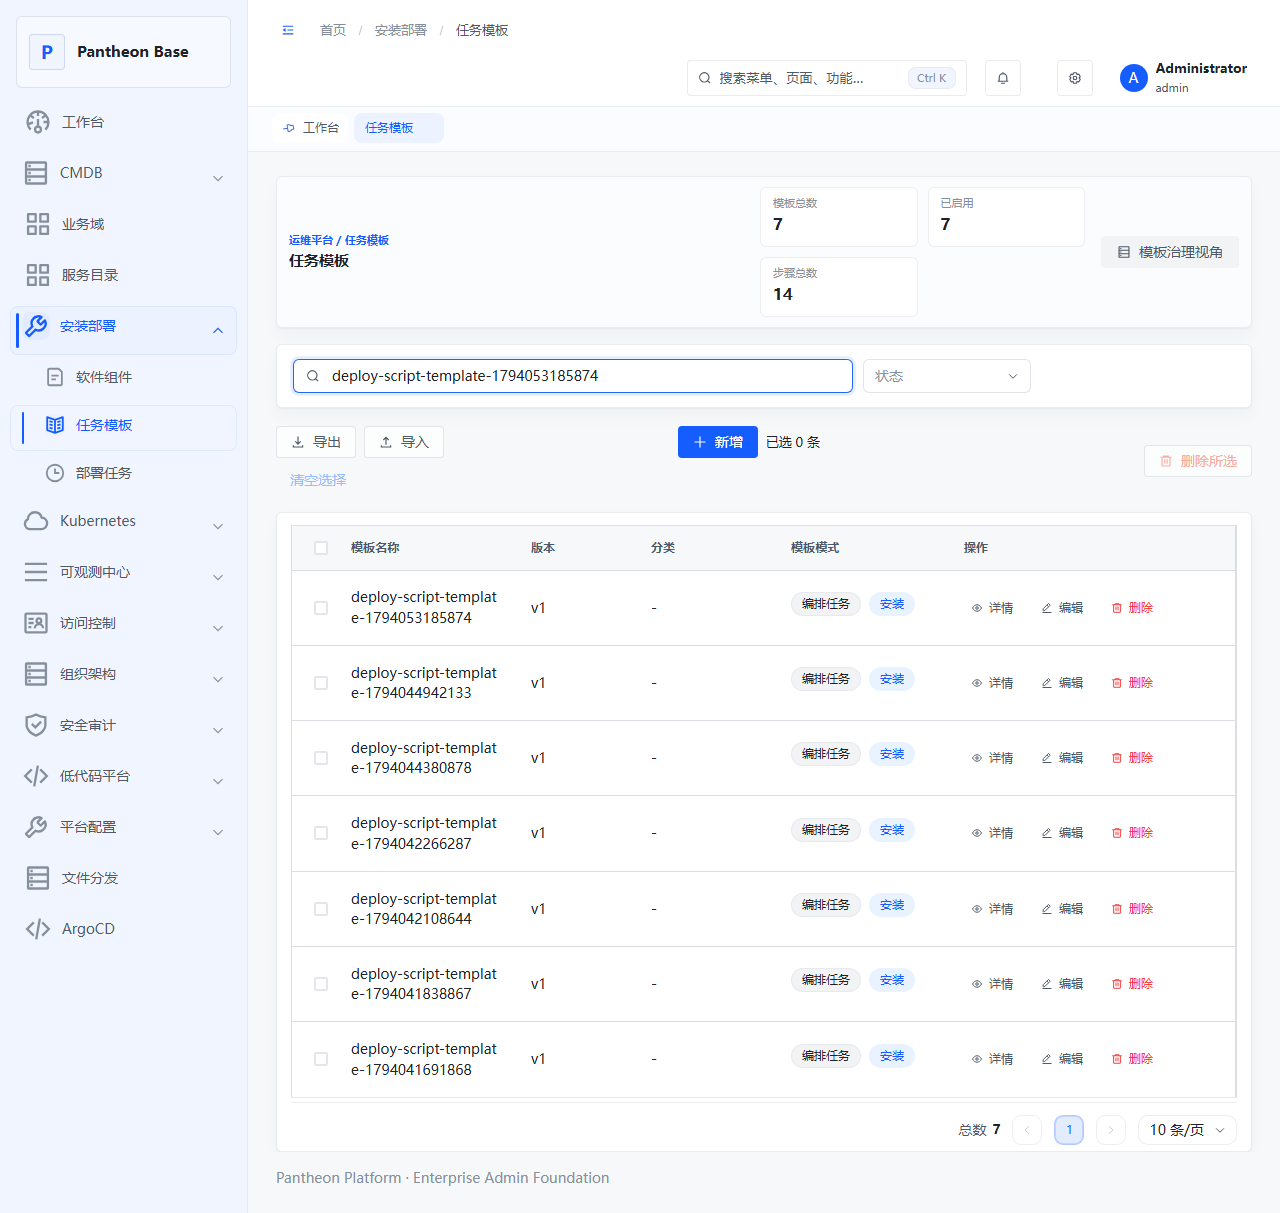 P Pantheon Base
工作台
CMDB
业务域
服务目录
安装部署
软件组件
任务模板
部署任务
Kubernetes
可观测中心
访问控制
组织架构
安全审计
低代码平台
平台配置
文件分发
ArgoCD
首页 / 安装部署 / 任务模板
搜索菜单、页面、功能... Ctrl K
A Administrator
admin
工作台 任务模板
运维平台 / 任务模板
任务模板
模板总数
7
已启用
7
步骤总数
14
模板治理视角
deploy-script-template-1794053185874 状态
导出 导入 新增 已选 0 条
清空选择 删除所选
模板名称 版本 分类 模板模式 操作
deploy-script-templat
e-1794053185874 v1 - 编排任务 安装 详情 编辑 删除
deploy-script-templat
e-1794044942133 v1 - 编排任务 安装 详情 编辑 删除
deploy-script-templat
e-1794044380878 v1 - 编排任务 安装 详情 编辑 删除
deploy-script-templat
e-1794042266287 v1 - 编排任务 安装 详情 编辑 删除
deploy-script-templat
e-1794042108644 v1 - 编排任务 安装 详情 编辑 删除
deploy-script-templat
e-1794041838867 v1 - 编排任务 安装 详情 编辑 删除
deploy-script-templat
e-1794041691868 v1 - 编排任务 安装 详情 编辑 删除
总数 7 1 10 条/页
Pantheon Platform · Enterprise Admin Foundation